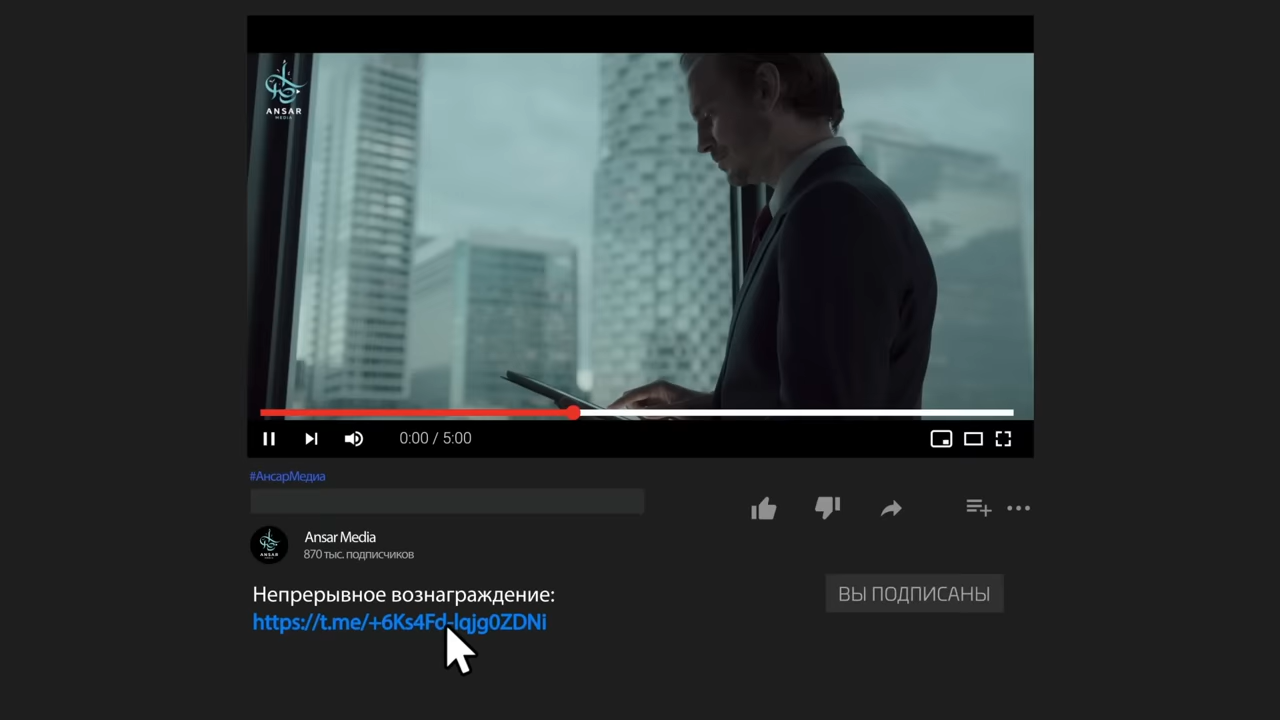 ANSAR
MEDIA
0:00 / 5:00
#АнсарМедиа
Ansar Media
870 тыс. подписчиков
ANSAR
Непрерывное вознаграждение:
ВЫ ПОДПИСАНЫ
https://t.me/+6Ks4Fd-lqjg0ZDNi